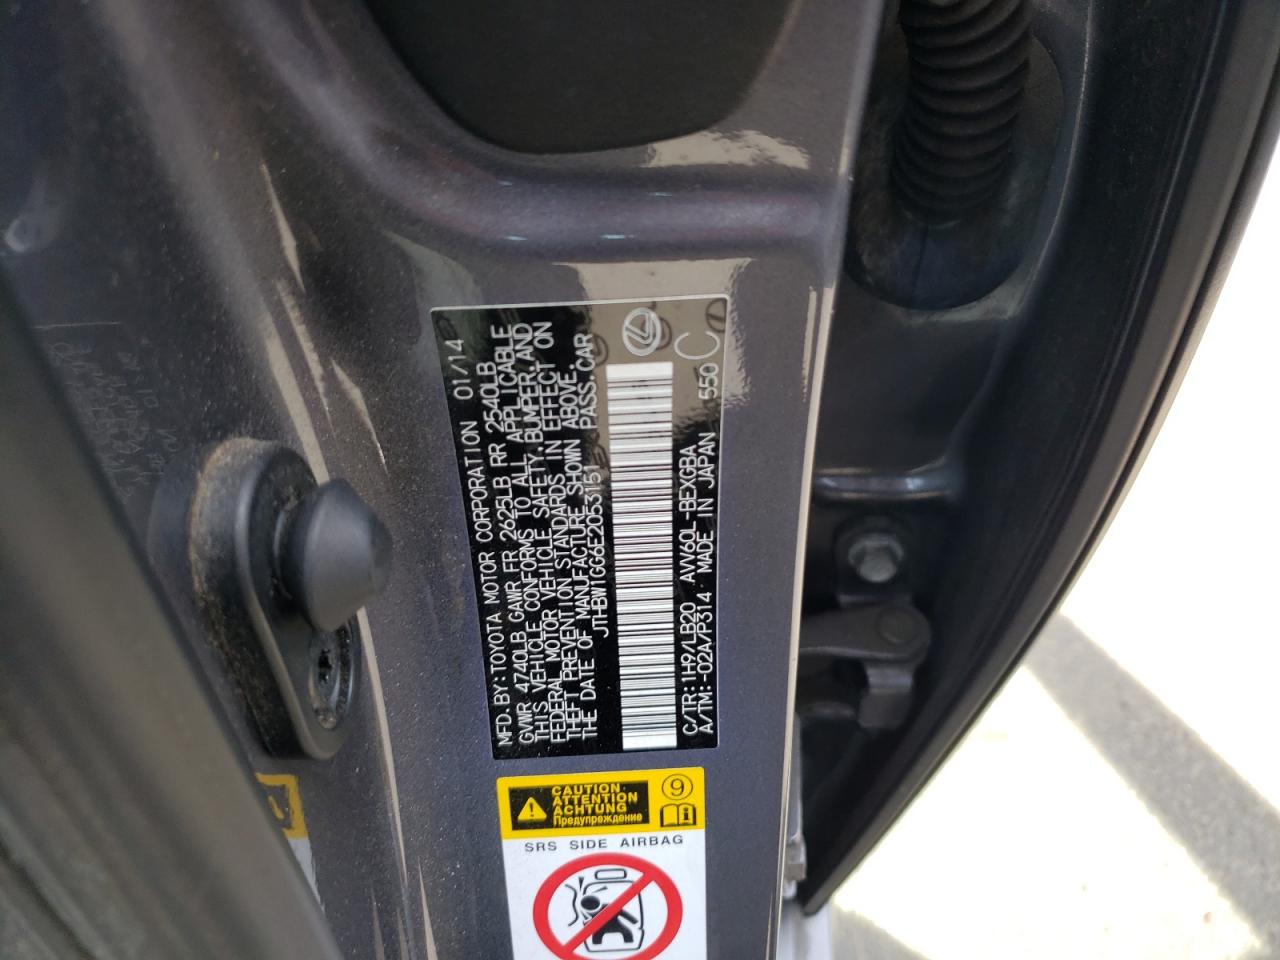 MFD. BY: TOYOTA MOTOR CORPORATION 01/14
GVWR 4740LB GAWR FR 2625LB RR 2540LB
THIS VEHICLE CONFORMS TO ALL APPLICABLE
FEDERAL MOTOR VEHICLE SAFETY, BUMPER, AND
THEFT PREVENTION STANDARDS IN EFFECT ON
THE DATE OF MANUFACTURE SHOWN ABOVE.
JTHBW1GG6E2053151 PASS. CAR
C/TR: 1H9/LB20 AVV60L-BEXGBA
A/TM: -02A/P314 MADE IN JAPAN 550 C
CAUTION
ATTENTION
ACHTUNG
Предупреждение
9
i
SRS SIDE AIRBAG